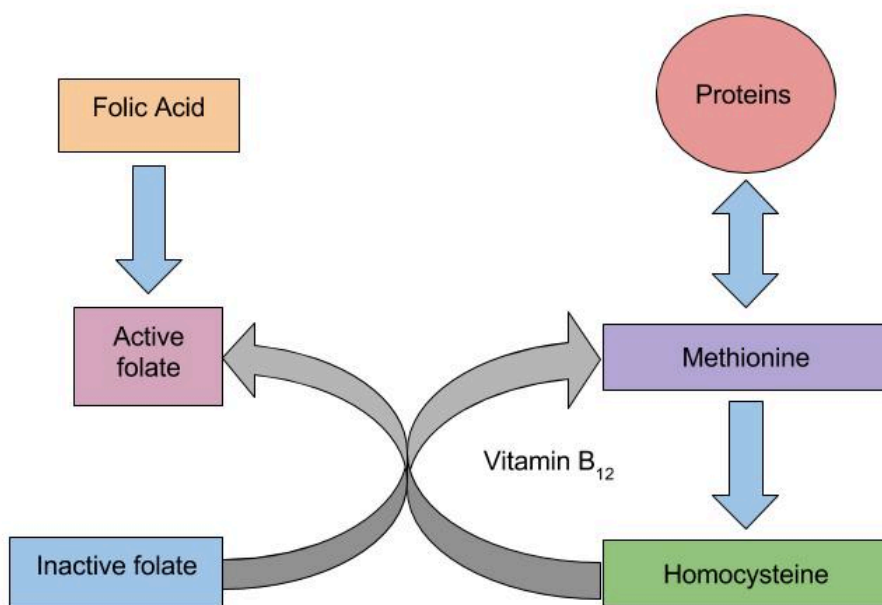 Folic Acid
Proteins
Active
folate
Methionine
Vitamin B₁₂
Inactive folate
Homocysteine